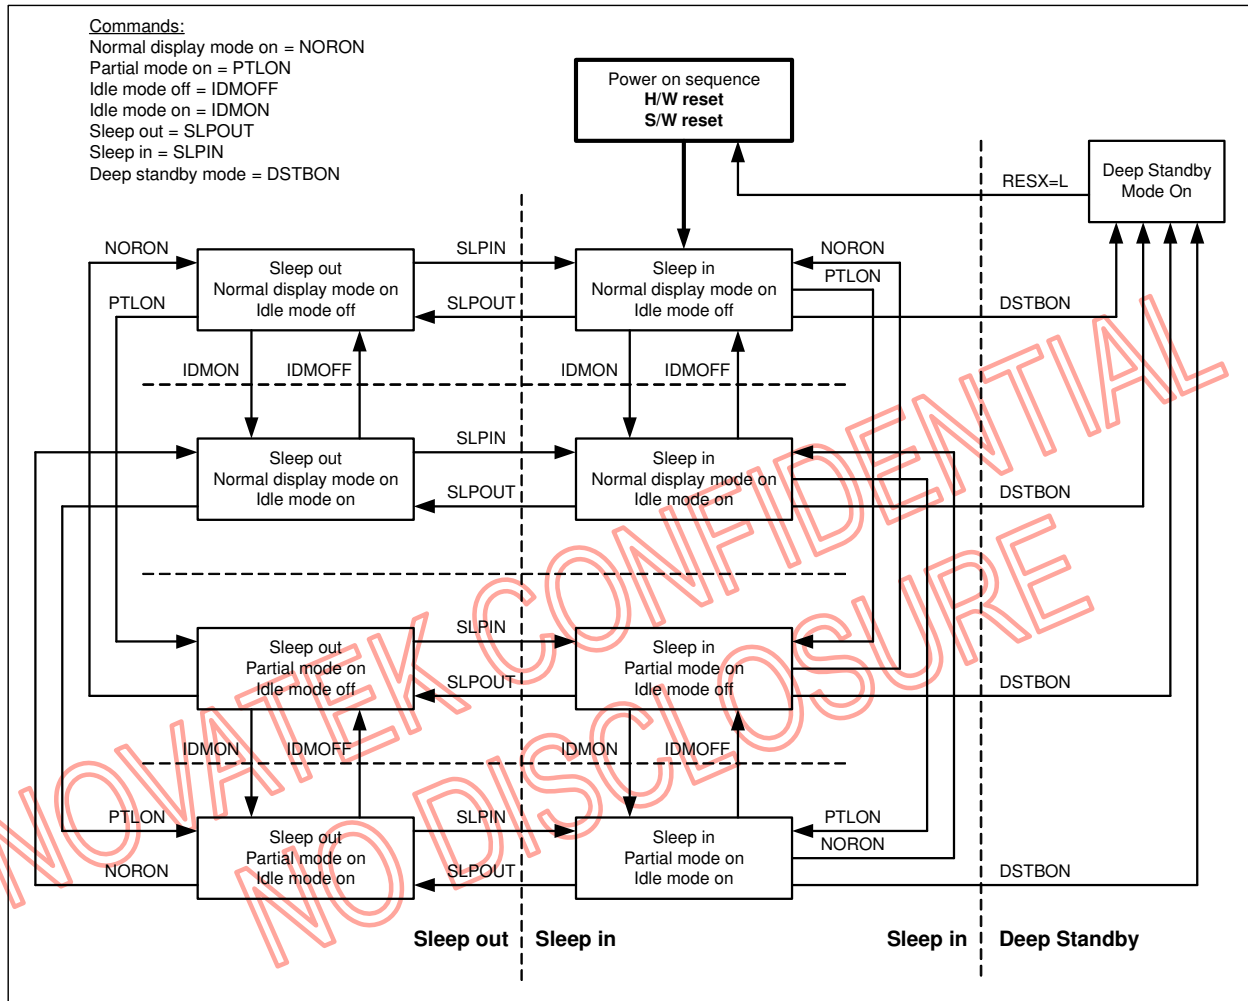 Commands:
Normal display mode on = NORON
Partial mode on = PTLON
Idle mode off = IDMOFF
Idle mode on = IDMON
Sleep out = SLPOUT
Sleep in = SLPIN
Deep standby mode = DSTBON
Power on sequence
H/W reset
S/W reset
Deep Standby
Mode On
RESX=L
NORON
SLPIN
NORON
Sleep out
Normal display mode on
Idle mode off
Sleep in
Normal display mode on
Idle mode off
PTLON
PTLON
SLPOUT
DSTBON
IDMON
IDMOFF
IDMON
IDMOFF
SLPIN
Sleep out
Normal display mode on
Idle mode on
Sleep in
Normal display mode on
Idle mode on
SLPOUT
DSTBON
SLPIN
Sleep out
Partial mode on
Idle mode off
Sleep in
Partial mode on
Idle mode off
SLPOUT
DSTBON
IDMON
IDMOFF
IDMON
IDMOFF
PTLON
SLPIN
PTLON
Sleep out
Partial mode on
Idle mode on
Sleep in
Partial mode on
Idle mode on
NORON
NORON
SLPOUT
DSTBON
Sleep out
Sleep in
Sleep in
Deep Standby
NOVATEK CONFIDENTIAL
NO DISCLOSURE